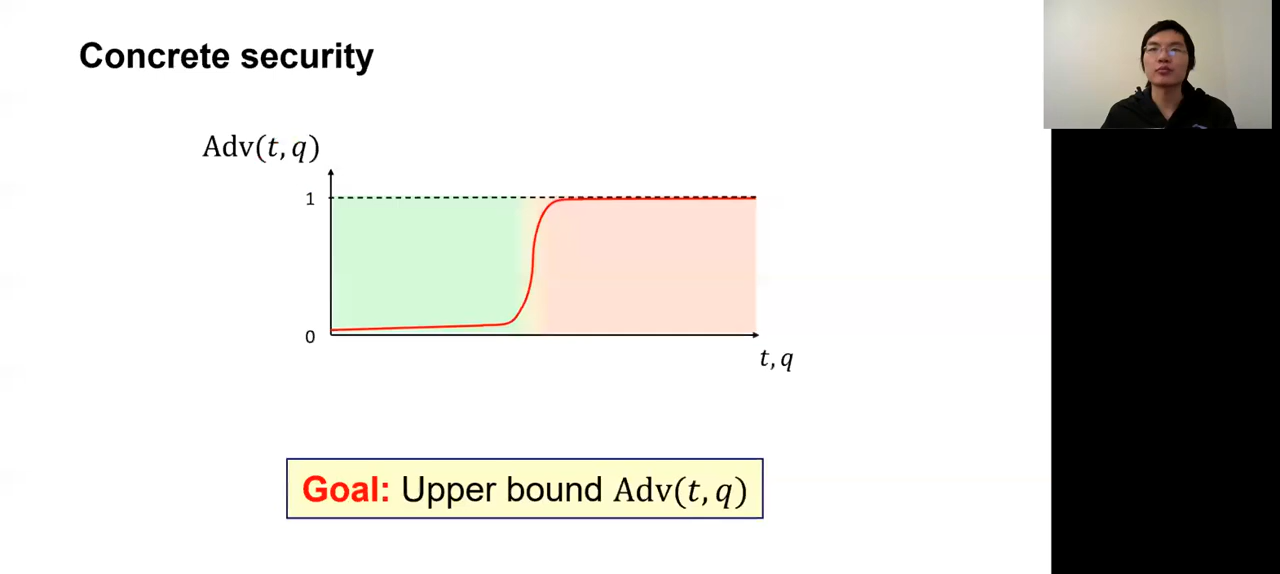 Concrete security
Adv(t, q)
1
0
t, q
Goal: Upper bound Adv(t, q)